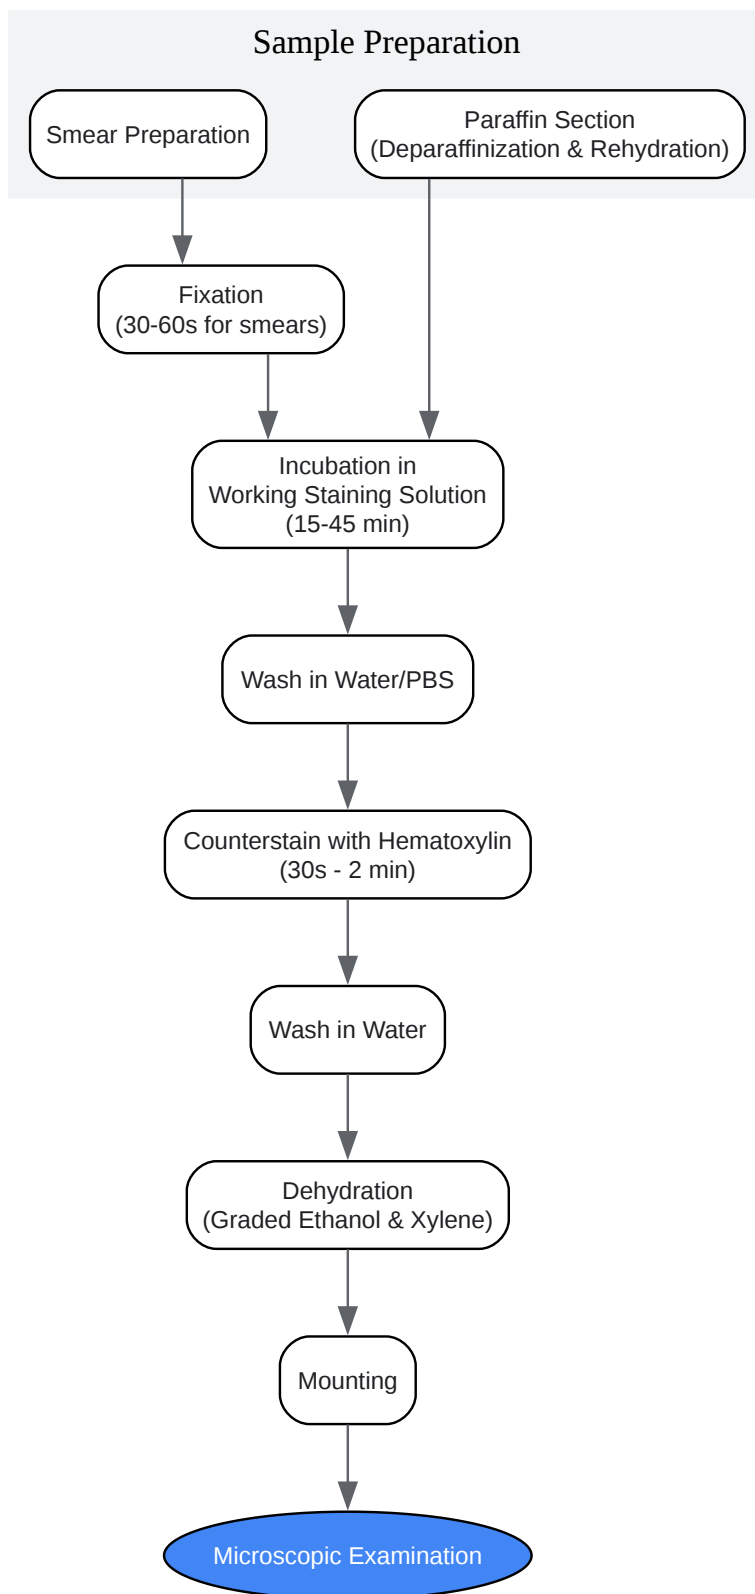 Sample Preparation
Smear Preparation
Paraffin Section
(Deparaffinization & Rehydration)
Fixation
(30-60s for smears)
Incubation in
Working Staining Solution
(15-45 min)
Wash in Water/PBS
Counterstain with Hematoxylin
(30s - 2 min)
Wash in Water
Dehydration
(Graded Ethanol & Xylene)
Mounting
Microscopic Examination